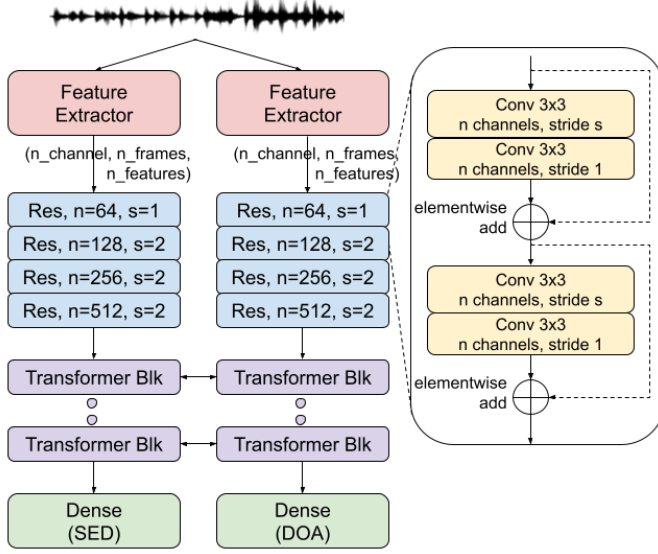 Feature
Extractor
(n_channel, n_frames,
n_features)
Res, n=64, s=1
Res, n=128, s=2
Res, n=256, s=2
Res, n=512, s=2
Transformer Blk
Transformer Blk
Dense
(SED)
Feature
Extractor
(n_channel, n_frames,
n_features)
Res, n=64, s=1
Res, n=128, s=2
Res, n=256, s=2
Res, n=512, s=2
Transformer Blk
Transformer Blk
Dense
(DOA)
Conv 3x3
n channels, stride s
Conv 3x3
n channels, stride 1
elementwise
add
Conv 3x3
n channels, stride s
Conv 3x3
n channels, stride 1
elementwise
add